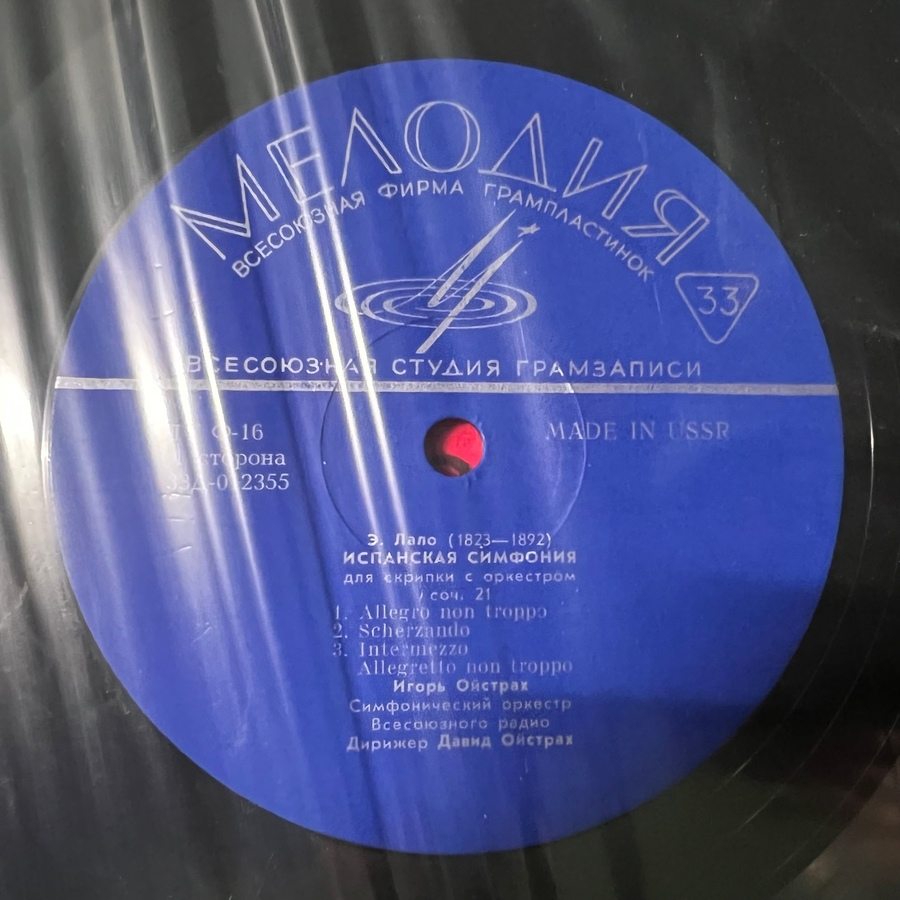 МЕЛОДИЯ
ВСЕСОЮЗНАЯ ФИРМА ГРАМПЛАСТИНОК
33
ВСЕСОЮЗНАЯ СТУДИЯ ГРАМЗАПИСИ
MADE IN USSR
сторона
Э. Лало (1823—1892)
ИСПАНСКАЯ СИМФОНИЯ
для скрипки с оркестром
соч. 21
1. Allegro non troppo
2. Scherzando
3. Intermezzo
Allegretto non troppo
Игорь Ойстрах
Симфонический оркестр
Всесоюзного радио
Дирижер Давид Ойстрах